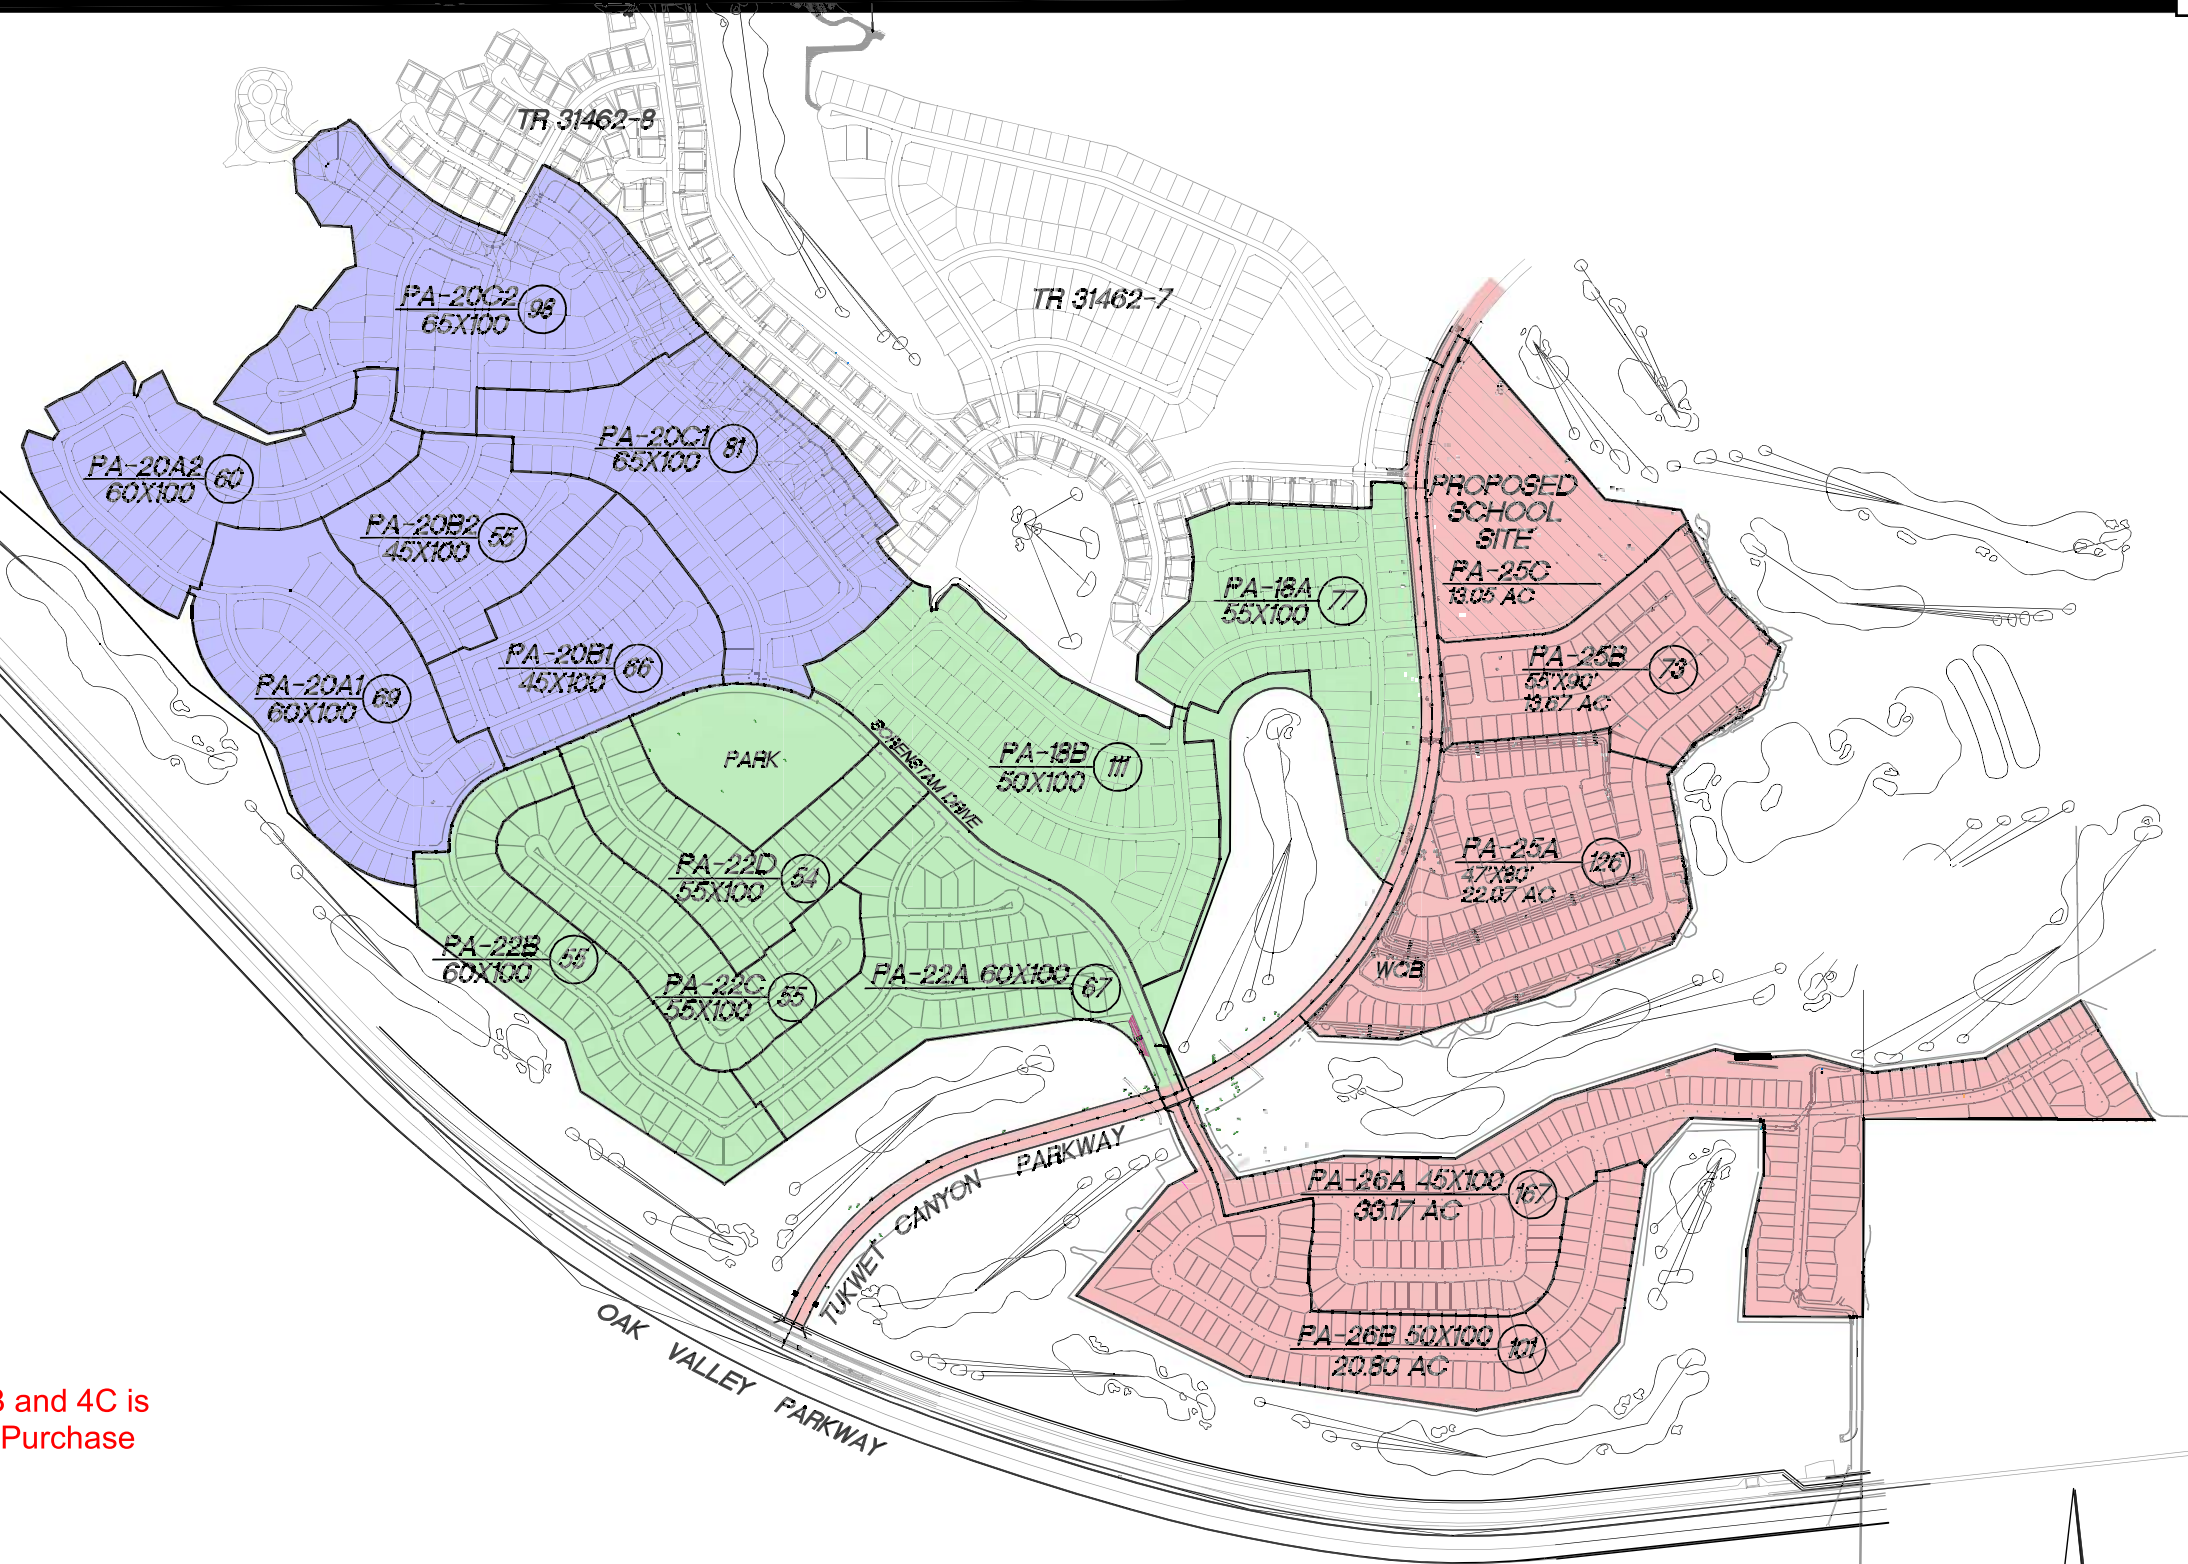 TR 31462-8
TR 31462-7
PA-20C2 98
65X100
PA-20C1 81
65X100
PA-20A2 60
60X100
PA-20B2 55
45X100
PA-20B1 66
45X100
PA-20A1 69
60X100
PROPOSED
SCHOOL
SITE
PA-25C
13.05 AC
PA-18A 77
55X100
PA-25B 73
55'X90'
13.67 AC
PARK
SORENSTAM DRIVE
PA-18B 111
50X100
PA-25A 126
47'X80'
22.07 AC
PA-22D 54
55X100
PA-22B
60X100
PA-22C 55
55X100
PA-22A 60X100 67
WQB
TUKWET CANYON PARKWAY
PA-26A 45X100 167
33.17 AC
PA-26B 50X100 101
20.80 AC
OAK VALLEY PARKWAY
and 4C is
Purchase